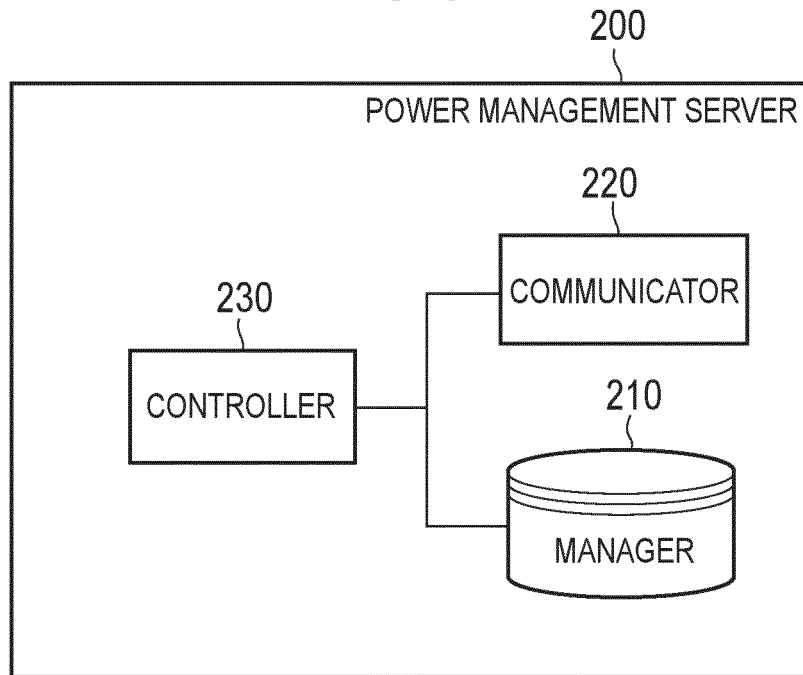 200
POWER MANAGEMENT SERVER
220
COMMUNICATOR
230
CONTROLLER
210
MANAGER